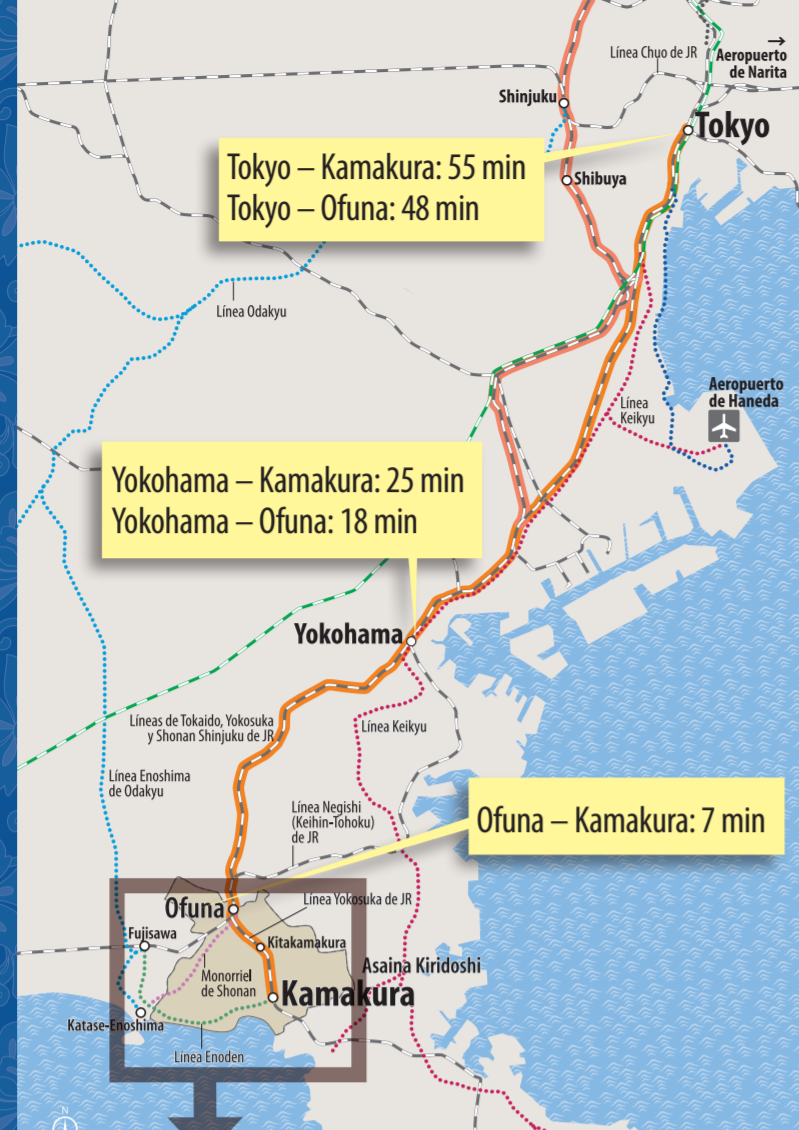 Línea Chuo de JR
→
Aeropuerto
de Narita
Shinjuku
Tokyo
Tokyo – Kamakura: 55 min
Tokyo – Ofuna: 48 min
Shibuya
Línea Odakyu
Aeropuerto
de Haneda
Línea
Keikyu
Yokohama – Kamakura: 25 min
Yokohama – Ofuna: 18 min
Yokohama
Líneas de Tokaido, Yokosuka
y Shonan Shinjuku de JR
Línea Keikyu
Línea Enoshima
de Odakyu
Línea Negishi
(Keihin-Tohoku)
de JR
Ofuna – Kamakura: 7 min
Línea Yokosuka de JR
Ofuna
Fujisawa
Kitakamakura
Monorriel
de Shonan
Asaina Kiridoshi
Kamakura
Katase-Enoshima
Línea Enoden
N